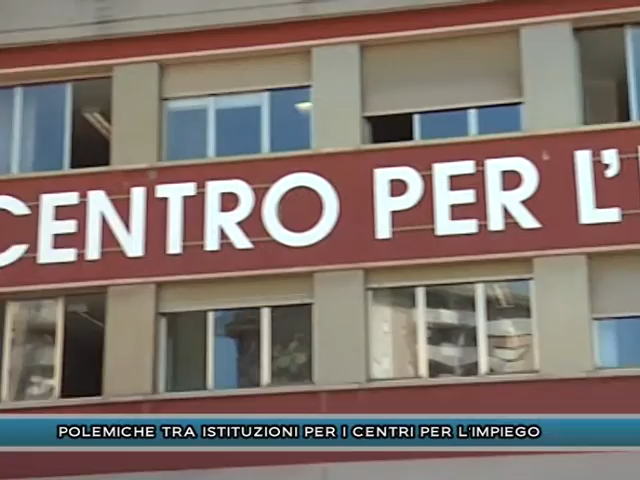 CENTRO PER L'
POLEMICHE TRA ISTITUZIONI PER I CENTRI PER L'IMPIEGO